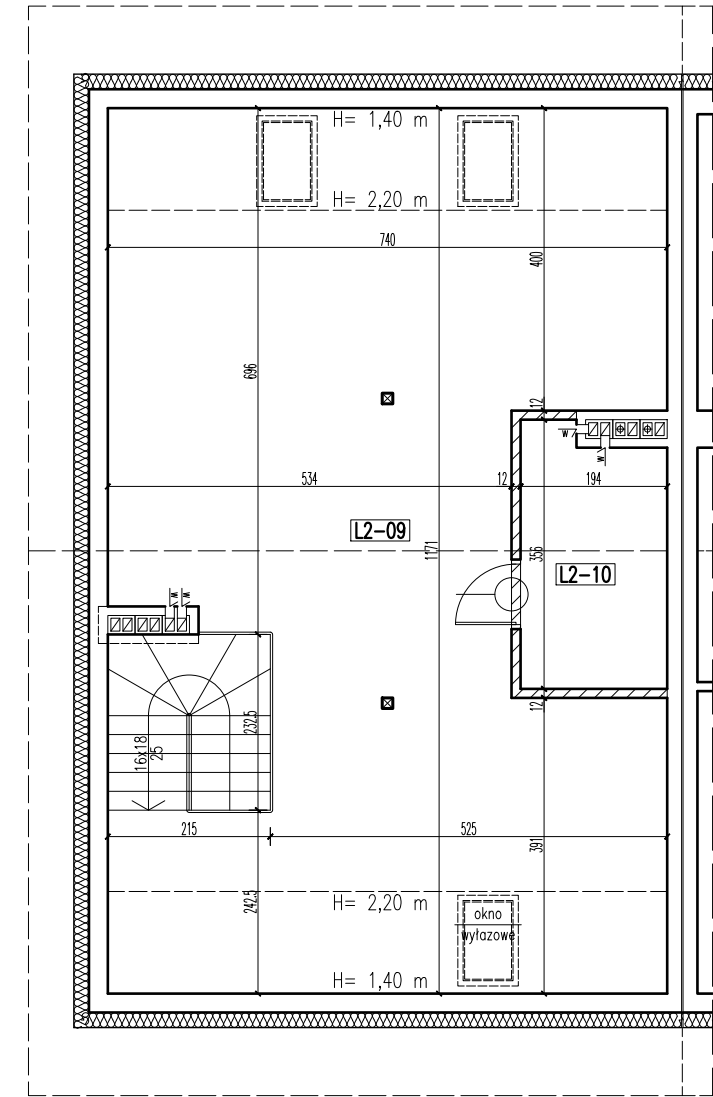 H= 1,40 m
H= 2,20 m
740
400
696
12
w
w
534
12
194
L2-09
1171
356
L2-10
w
w
232,5
16x18
25
12
215
525
391
242,5
H= 2,20 m
okno
wyłazowe
H= 1,40 m